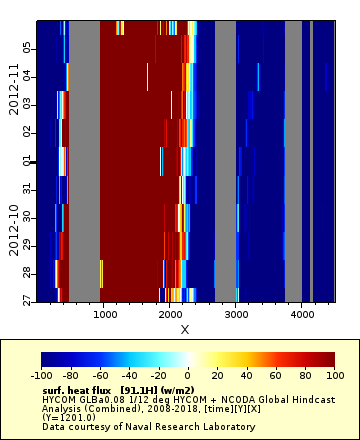 2012-11
2012-10
05
04
03
02
01
31
30
29
28
27
1000 2000 3000 4000
X
-100 -80 -60 -40 -20 0 20 40 60 80 100
surf. heat flux [91.1H] (w/m2)
HYCOM GLBa0.08 1/12 deg HYCOM + NCODA Global Hindcast
Analysis (Combined), 2008-2018, [time][Y][X]
(Y=1201.0)
Data courtesy of Naval Research Laboratory